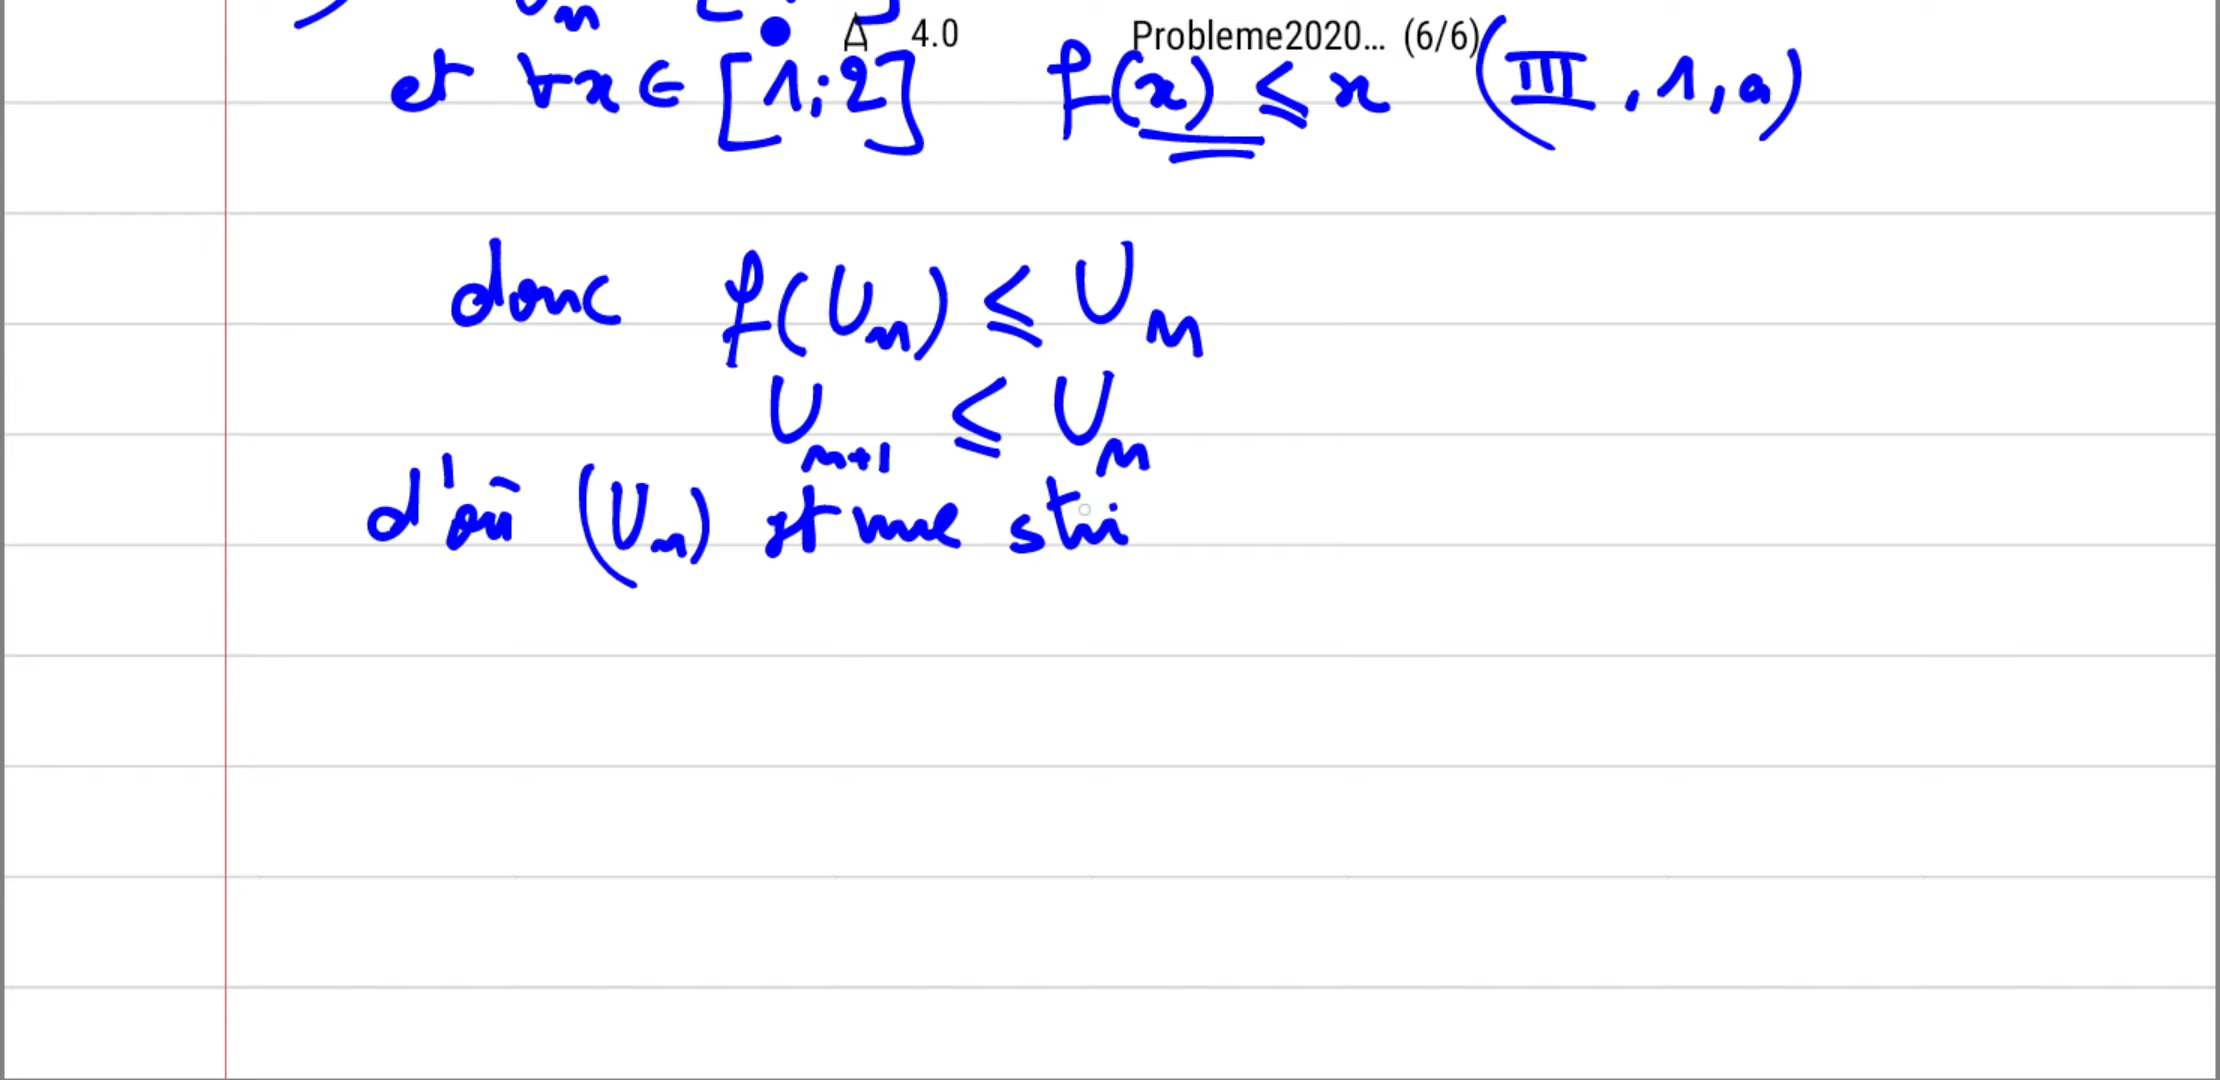 4.0 Probleme2020... (6/6)
et ∀x ∈ [1;2] f(x) ≤ x (III, 1, a)
donc f(Un) ≤ Un
Un+1 ≤ Un
d'où (Un) est une sui